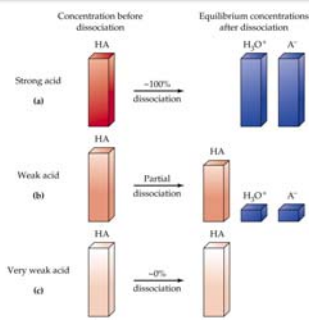 Concentration before
dissociation
Equilibrium concentrations
after dissociation
HA
H₃O⁺ A⁻
Strong acid
(a)
~100%
dissociation
HA
HA
Weak acid
(b)
Partial
dissociation
H₃O⁺ A⁻
HA
HA
Very weak acid
(c)
~0%
dissociation